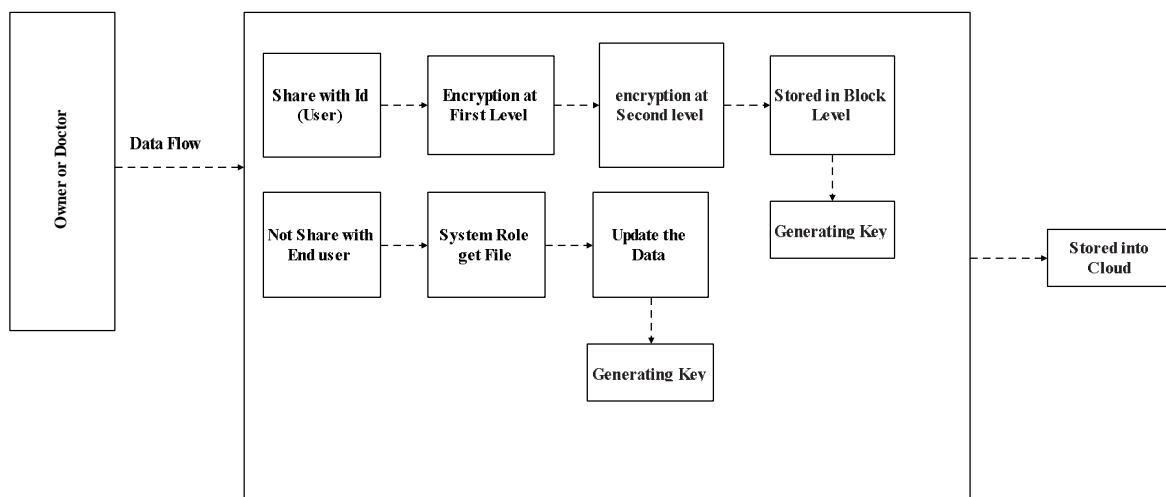 Owner or Doctor
Data Flow
Share with Id
(User)
Encryption at
First Level
encryption at
Second level
Stored in Block
Level
Generating Key
Not Share with
End user
System Role
get File
Update the
Data
Generating Key
Stored into
Cloud